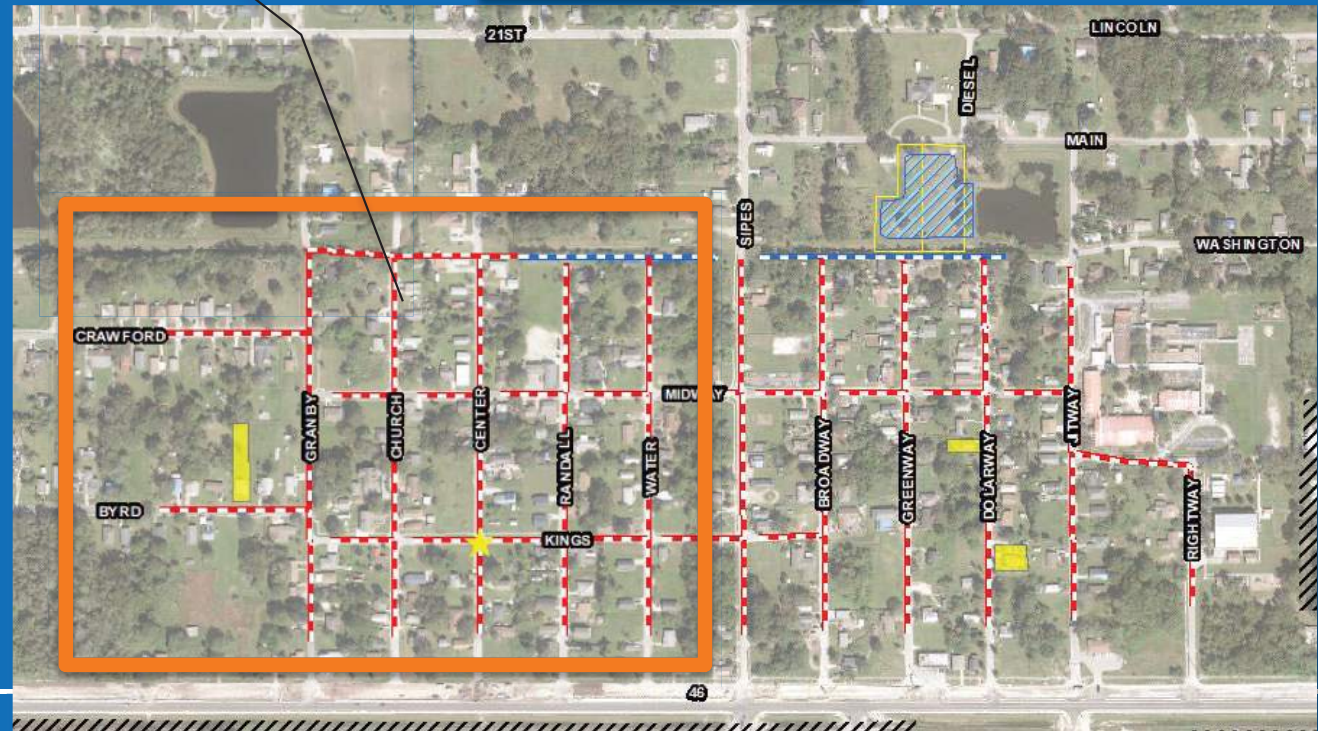 21ST
LINCOLN
DIESEL
MAIN
SIPES
WASHINGTON
CRAWFORD
MIDWAY
GRANBY
CHURCH
CENTER
RANDALL
WATER
BROADWAY
GREENWAY
DOLARWAY
JTWAY
BYRD
KINGS
RIGHTWAY
46